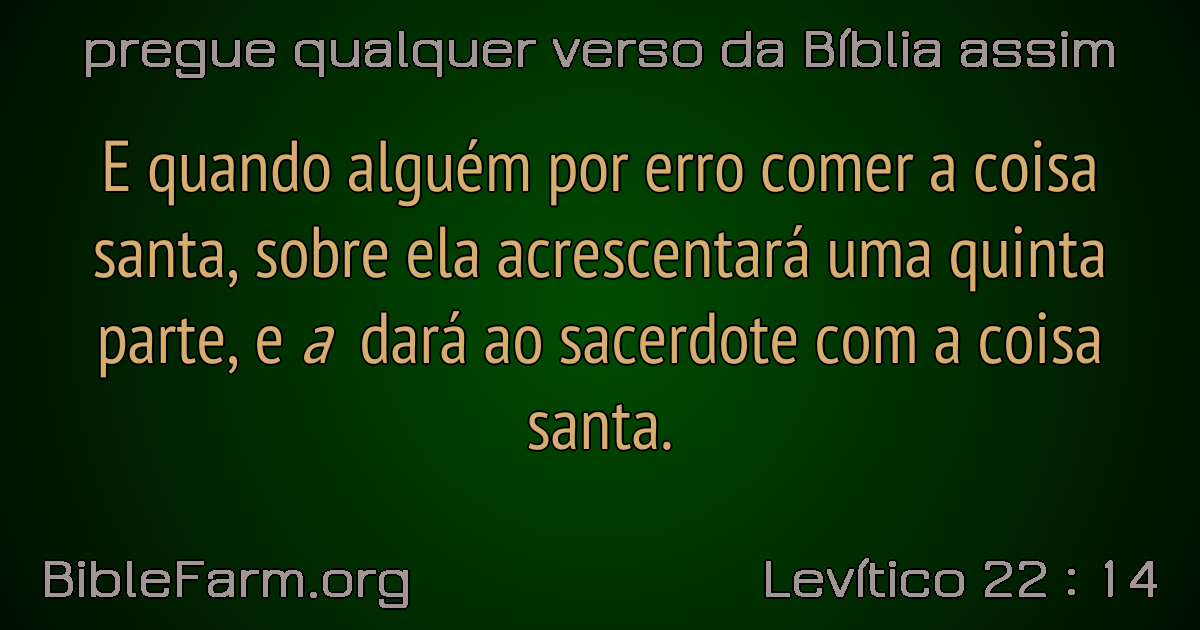 pregue qualquer verso da Bíblia assim
E quando alguém por erro comer a coisa
santa, sobre ela acrescentará uma quinta
parte, e a dará ao sacerdote com a coisa
santa.
BibleFarm.org
Levítico 22 : 14